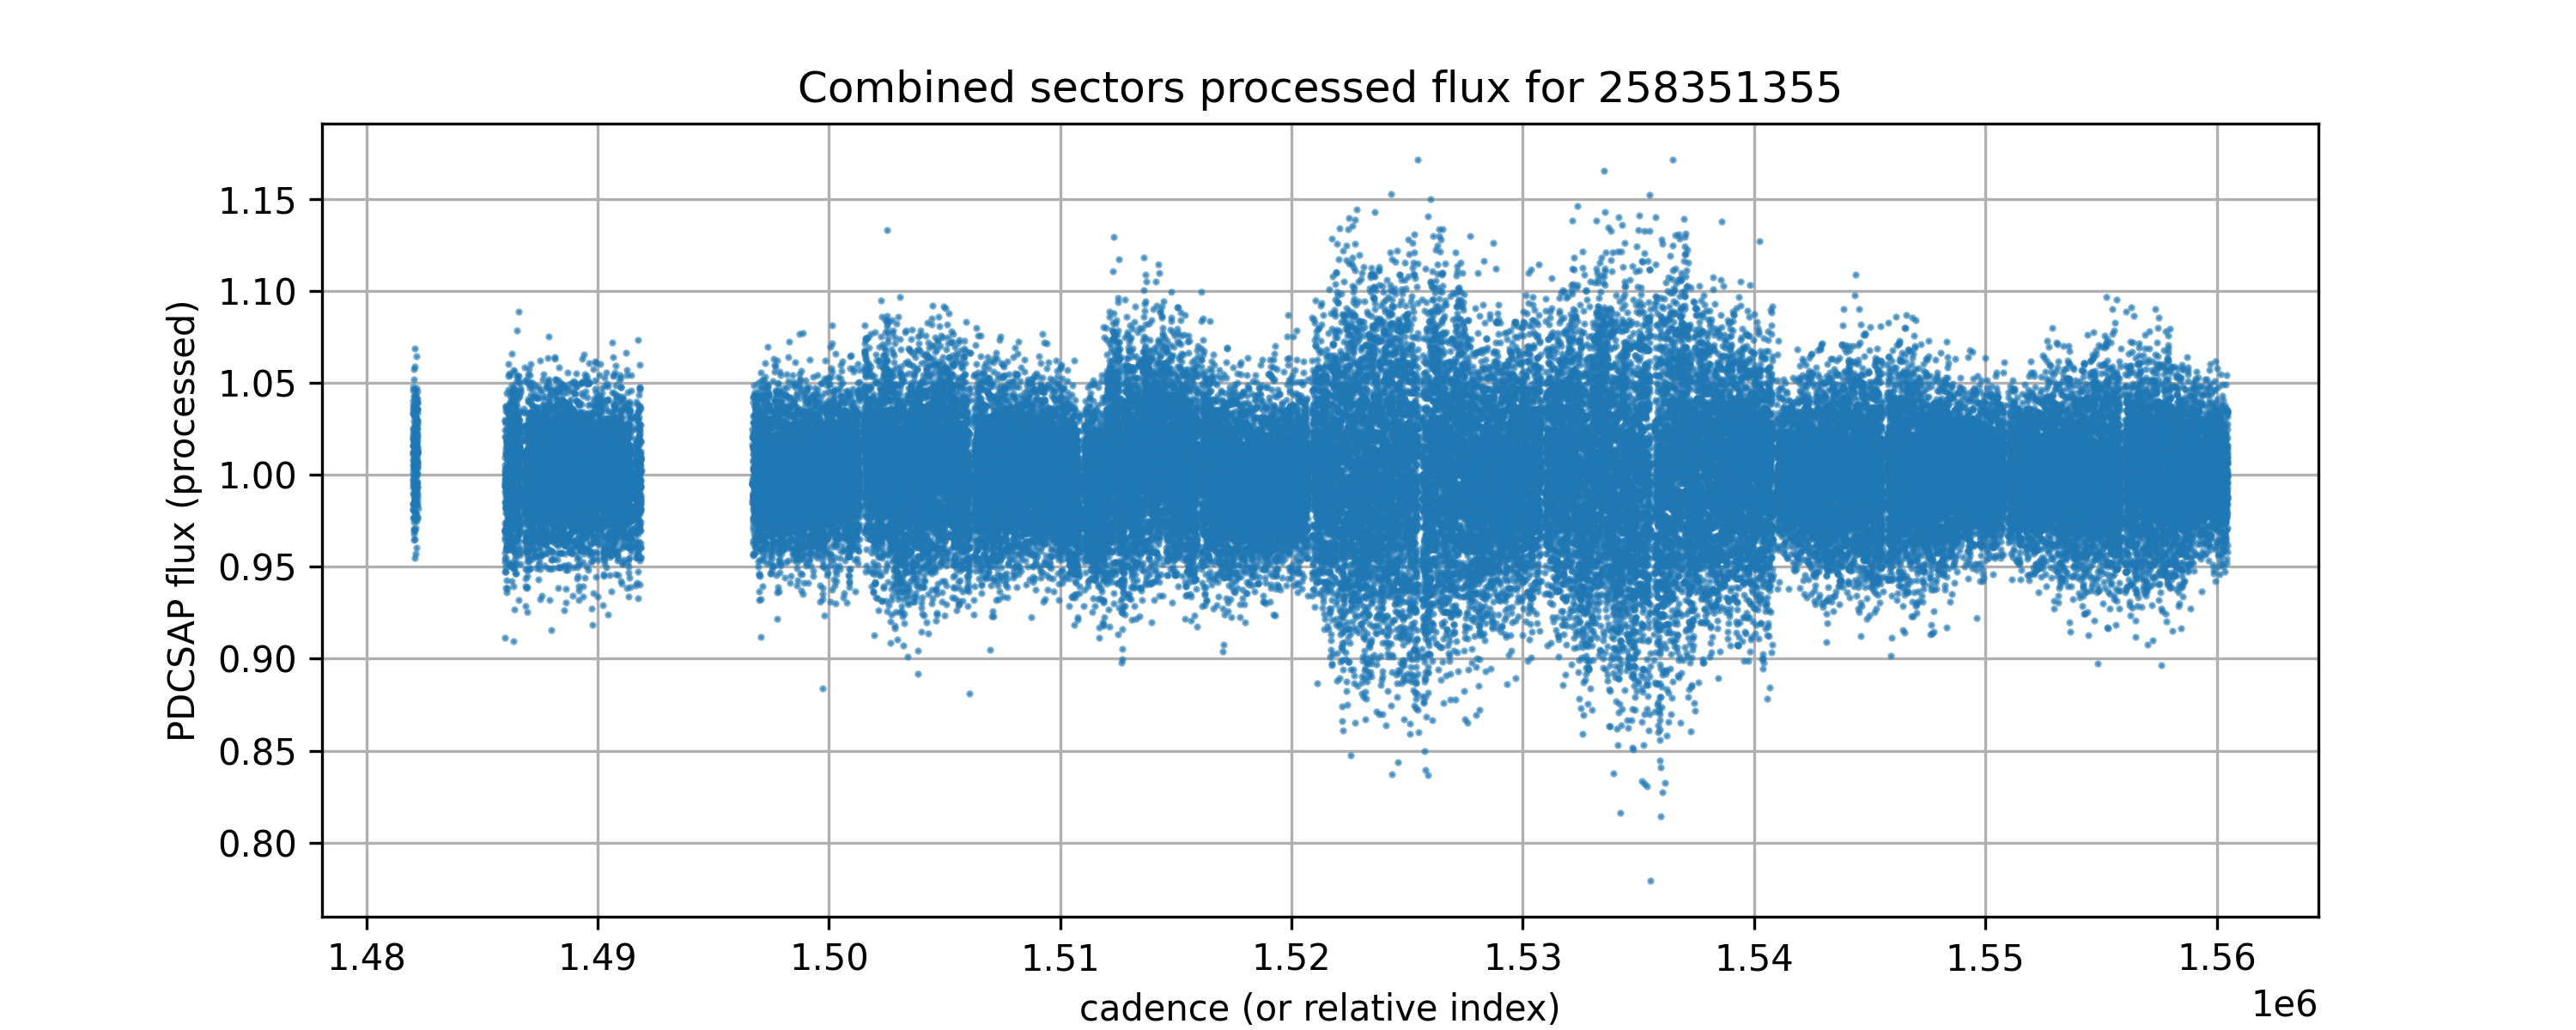 Combined sectors processed flux for 258351355
PDCSAP flux (processed)
1.15
1.10
1.05
1.00
0.95
0.90
0.85
0.80
1.48 1.49 1.50 1.51 1.52 1.53 1.54 1.55 1.56
1e6
cadence (or relative index)